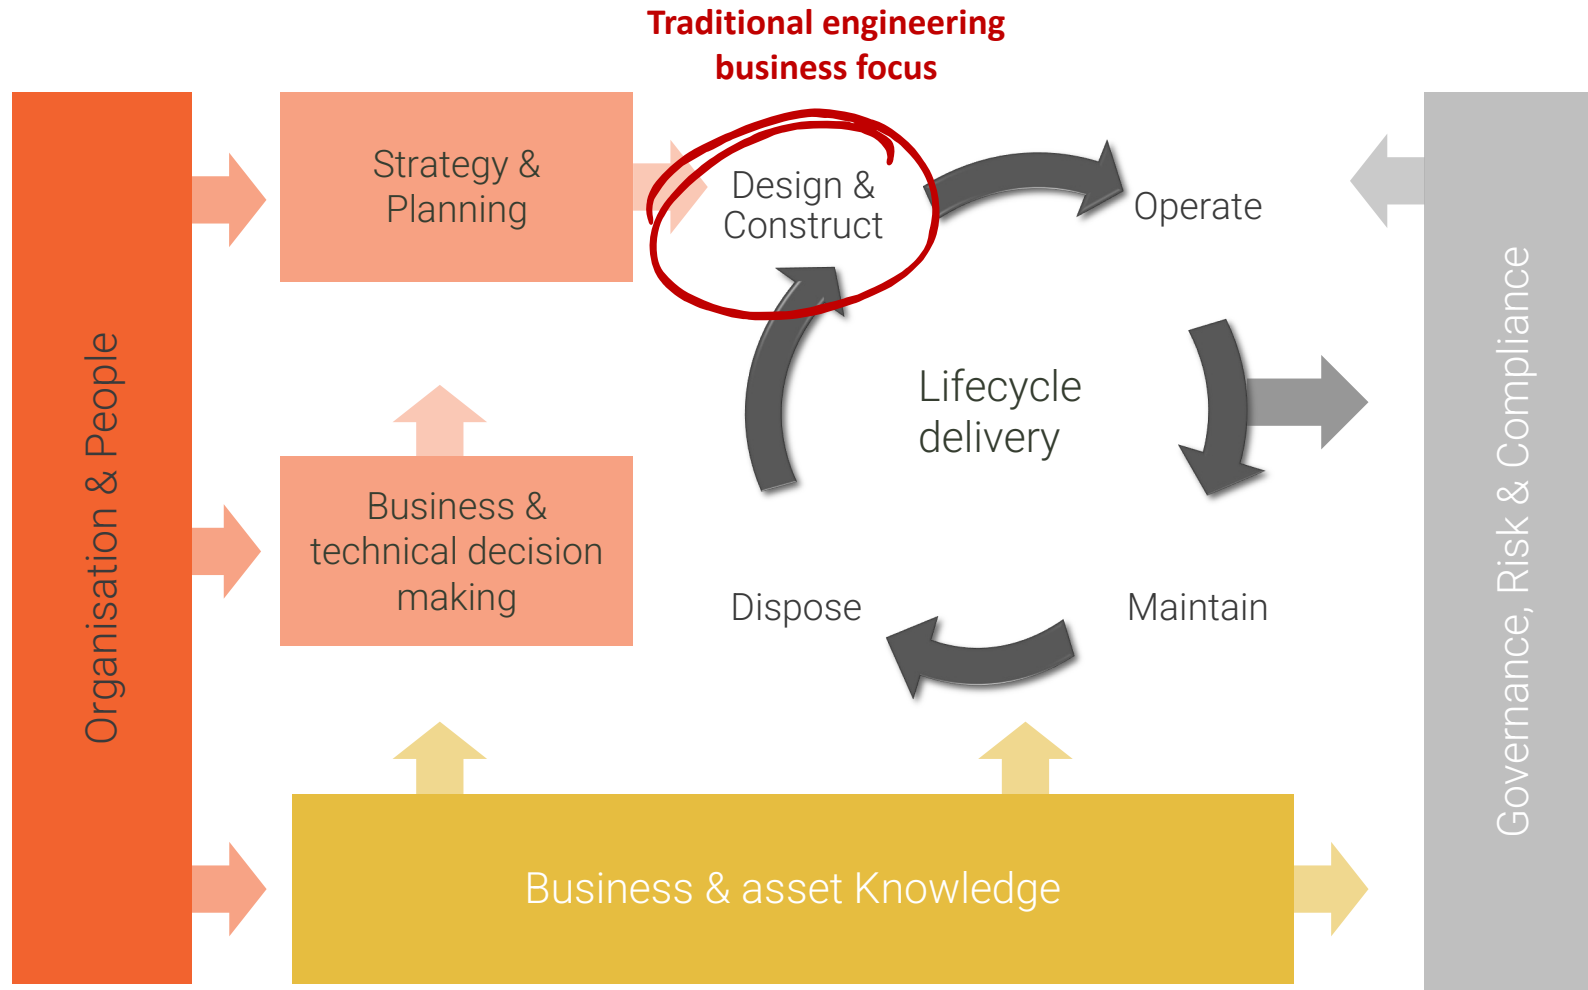 Traditional engineering
business focus
Organisation & People
Strategy &
Planning
Design &
Construct
Operate
Lifecycle
delivery
Business &
technical decision
making
Dispose
Maintain
Business & asset Knowledge
Governance, Risk & Compliance